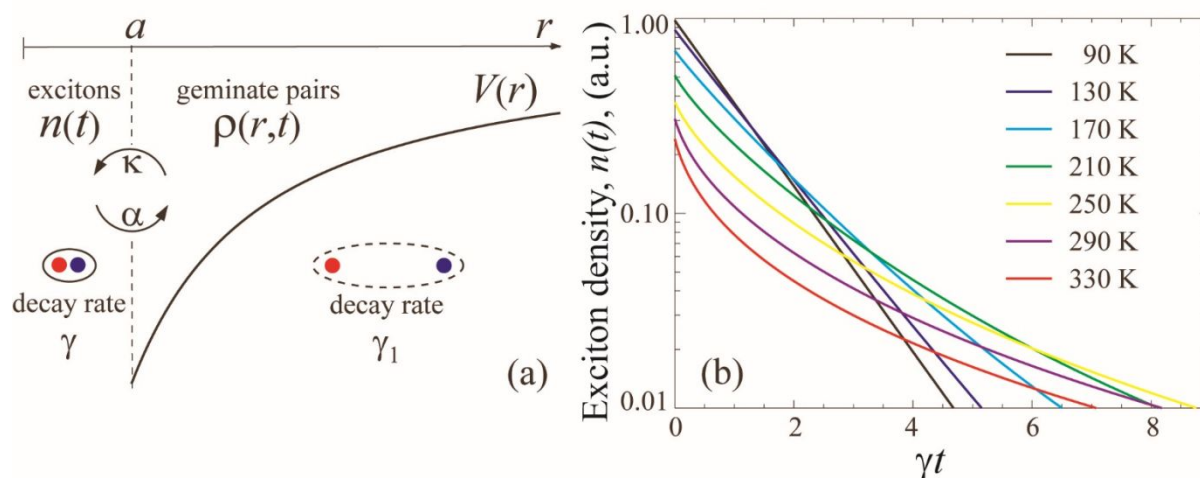 a
r
excitons
n(t)
geminate pairs
ρ(r,t)
V(r)
κ
α
decay rate
γ
decay rate
γ₁
(a)
Exciton density, n(t), (a.u.)
1.00
0.10
0.01
0 2 4 6 8
γt
90 K
130 K
170 K
210 K
250 K
290 K
330 K
(b)